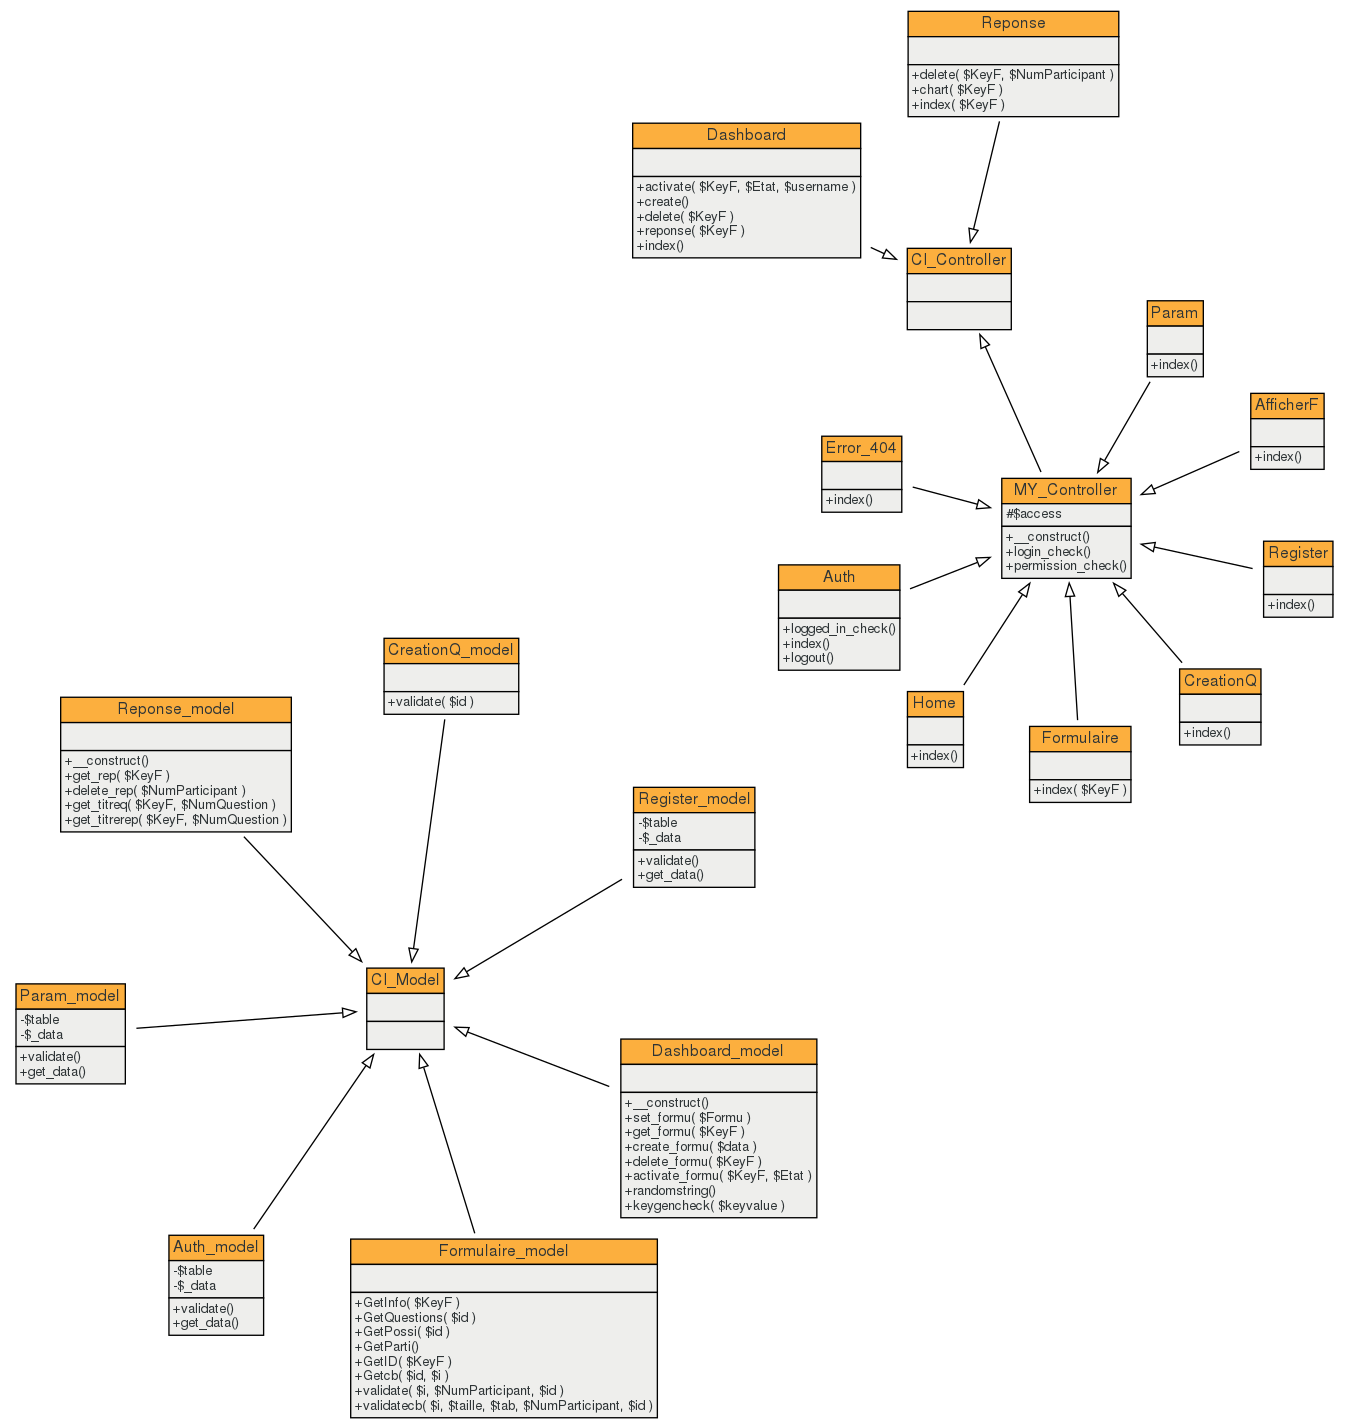 Reponse
+delete( $KeyF, $NumParticipant )
+chart( $KeyF )
+index( $KeyF )
Dashboard
+activate( $KeyF, $Etat, $username )
+create()
+delete( $KeyF )
+reponse( $KeyF )
+index()
CI_Controller
Param
+index()
AfficherF
+index()
Error_404
+index()
MY_Controller
#$access
+__construct()
+login_check()
+permission_check()
Register
+index()
Auth
+logged_in_check()
+index()
+logout()
CreationQ
+index()
Home
+index()
Formulaire
+index( $KeyF )
CreationQ_model
+validate( $id )
Reponse_model
+__construct()
+get_rep( $KeyF )
+delete_rep( $NumParticipant )
+get_titreq( $KeyF, $NumQuestion )
+get_titrerep( $KeyF, $NumQuestion )
Register_model
-$table
-$_data
+validate()
+get_data()
CI_Model
Param_model
-$table
-$_data
+validate()
+get_data()
Dashboard_model
+__construct()
+set_formu( $Formu )
+get_formu( $KeyF )
+create_formu( $data )
+delete_formu( $KeyF )
+activate_formu( $KeyF, $Etat )
+randomstring()
+keygencheck( $keyvalue )
Auth_model
-$table
-$_data
+validate()
+get_data()
Formulaire_model
+GetInfo( $KeyF )
+GetQuestions( $id )
+GetPossi( $id )
+GetParti()
+GetID( $KeyF )
+Getcb( $id, $i )
+validate( $i, $NumParticipant, $id )
+validatecb( $i, $taille, $tab, $NumParticipant, $id )